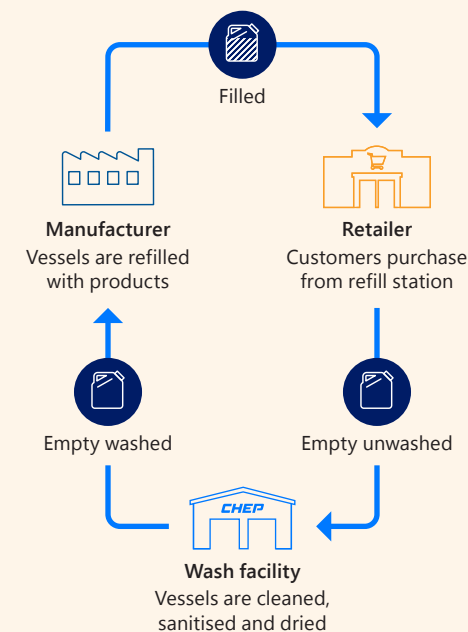 Filled
Manufacturer
Vessels are refilled
with products
Retailer
Customers purchase
from refill station
Empty washed
Empty unwashed
CHEP
Wash facility
Vessels are cleaned,
sanitised and dried